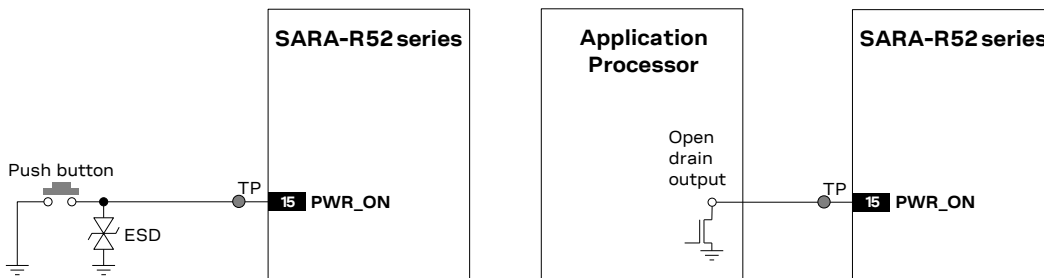 SARA-R52 series
Push button
TP
15 PWR_ON
ESD
Application
Processor
SARA-R52 series
Open
drain
output
TP
15 PWR_ON